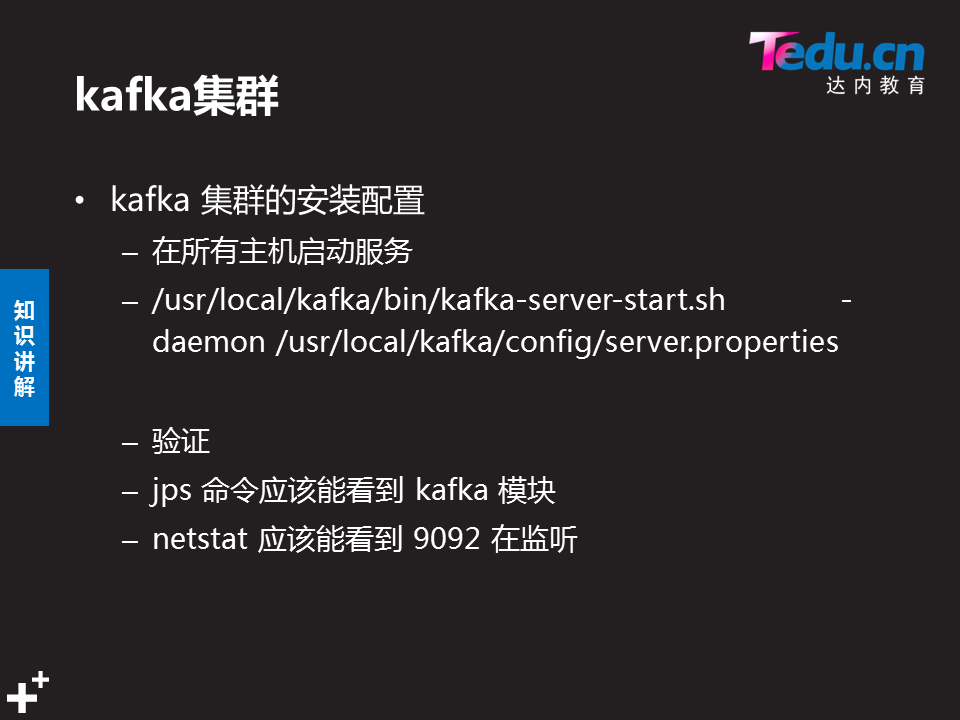 Tedu.cn
达内教育
kafka集群
• kafka 集群的安装配置
– 在所有主机启动服务
– /usr/local/kafka/bin/kafka-server-start.sh -
daemon /usr/local/kafka/config/server.properties
知识讲解
– 验证
– jps 命令应该能看到 kafka 模块
– netstat 应该能看到 9092 在监听